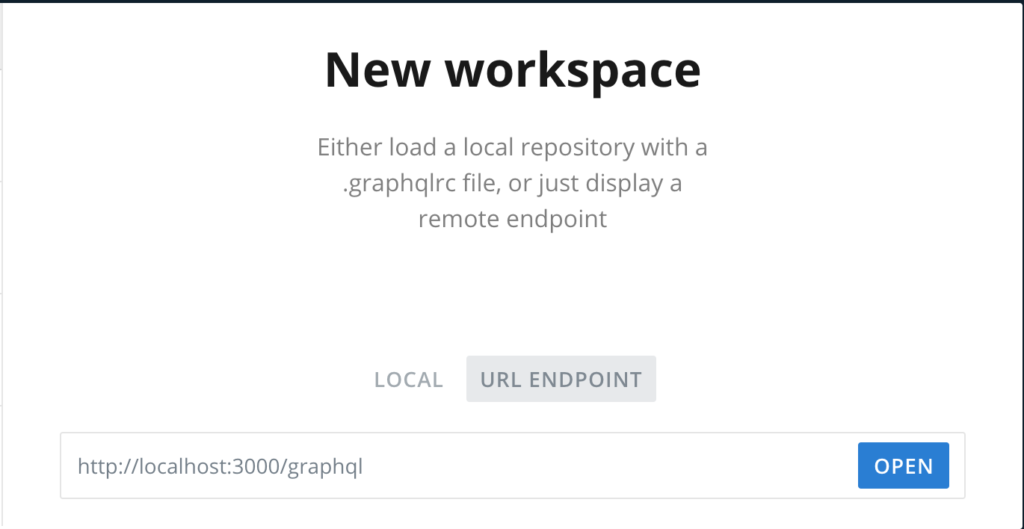 New workspace
Either load a local repository with a
.graphqlrc file, or just display a
remote endpoint
LOCAL URL ENDPOINT
http://localhost:3000/graphql OPEN